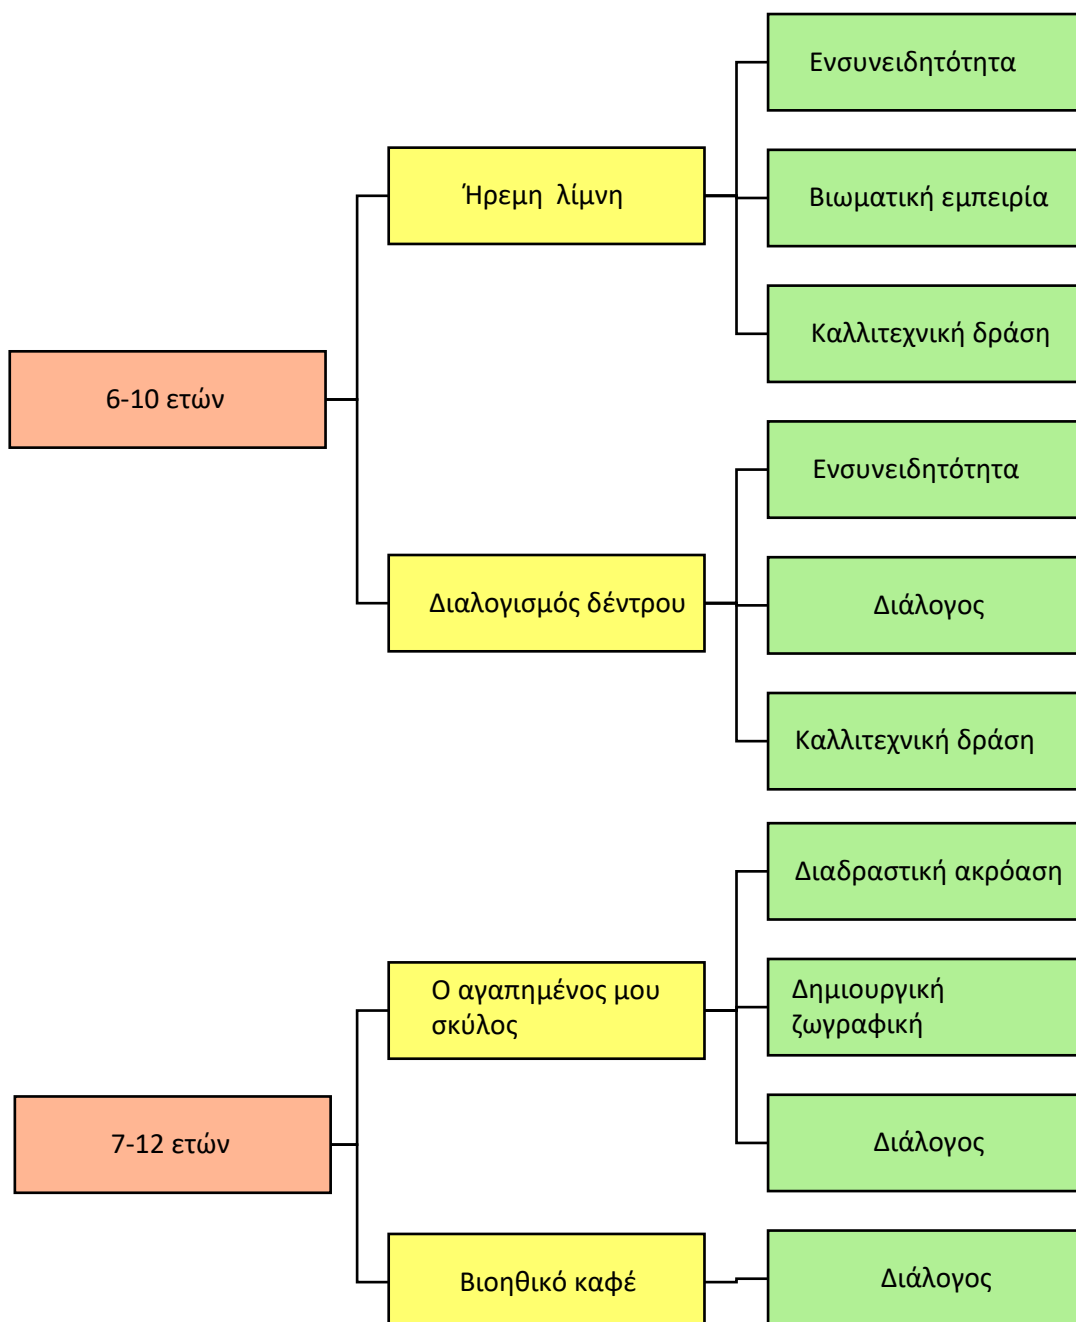 6-10 ετών
Ήρεμη λίμνη
Ενσυνειδητότητα
Βιωματική εμπειρία
Καλλιτεχνική δράση
Διαλογισμός δέντρου
Ενσυνειδητότητα
Διάλογος
Καλλιτεχνική δράση
7-12 ετών
Ο αγαπημένος μου
σκύλος
Διαδραστική ακρόαση
Δημιουργική
ζωγραφική
Διάλογος
Βιοηθικό καφέ
Διάλογος